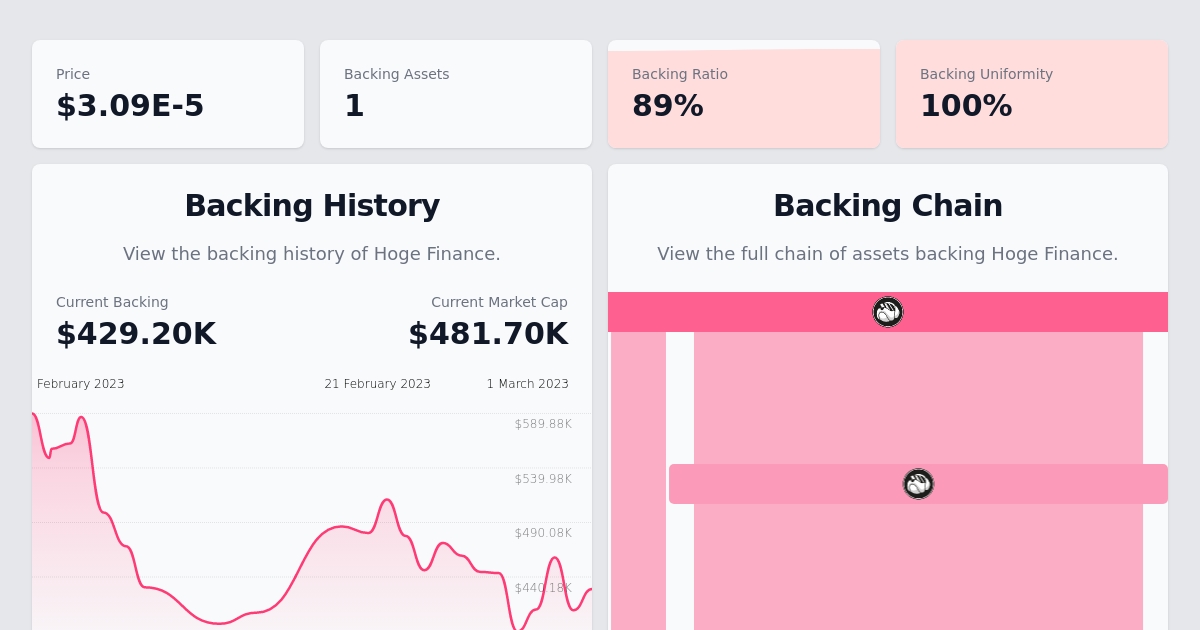 Price
$3.09E-5
Backing Assets
1
Backing Ratio
89%
Backing Uniformity
100%
Backing History
View the backing history of Hoge Finance.
Current Backing
$429.20K
Current Market Cap
$481.70K
February 2023
21 February 2023
1 March 2023
$589.88K
$539.98K
$490.08K
$440.18K
Backing Chain
View the full chain of assets backing Hoge Finance.